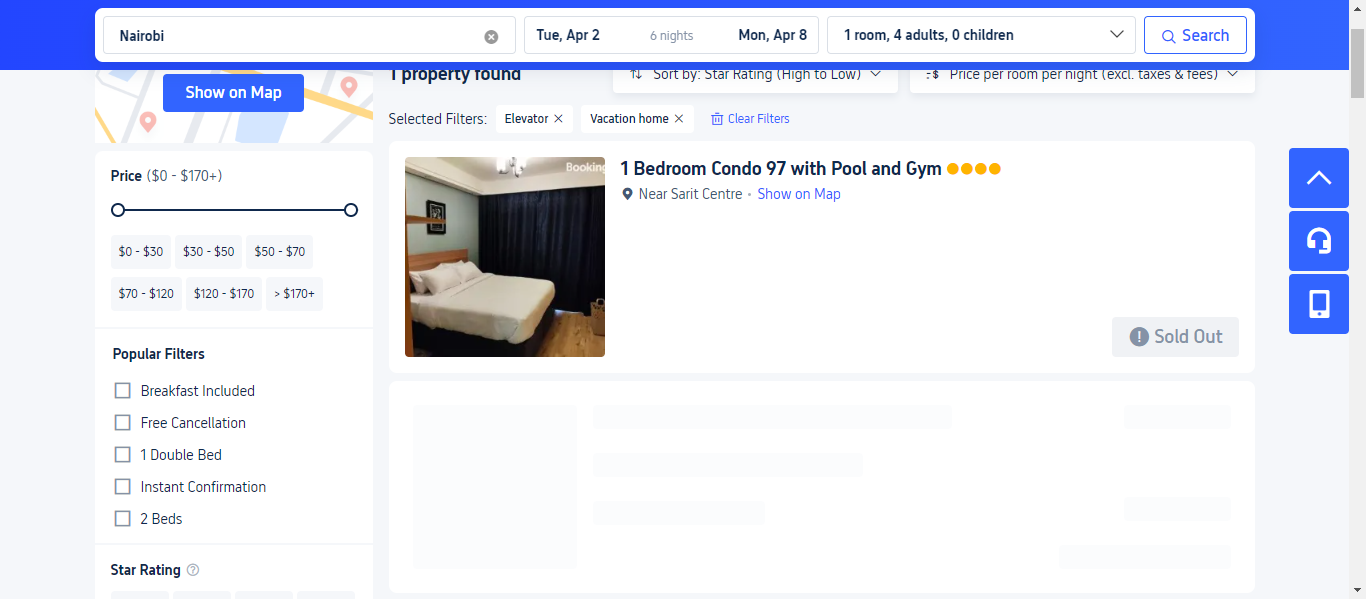 Nairobi
Tue, Apr 2
6 nights
Mon, Apr 8
1 room, 4 adults, 0 children
Search
1 property found
Sort by: Star Rating (High to Low)
Price per room per night (excl. taxes & fees)
Show on Map
Selected Filters:
Elevator
Vacation home
Clear Filters
Price ($0 - $170+)
$0 - $30
$30 - $50
$50 - $70
$70 - $120
$120 - $170
> $170+
Popular Filters
Breakfast Included
Free Cancellation
1 Double Bed
Instant Confirmation
2 Beds
Star Rating
Booking
1 Bedroom Condo 97 with Pool and Gym
Near Sarit Centre
Show on Map
Sold Out